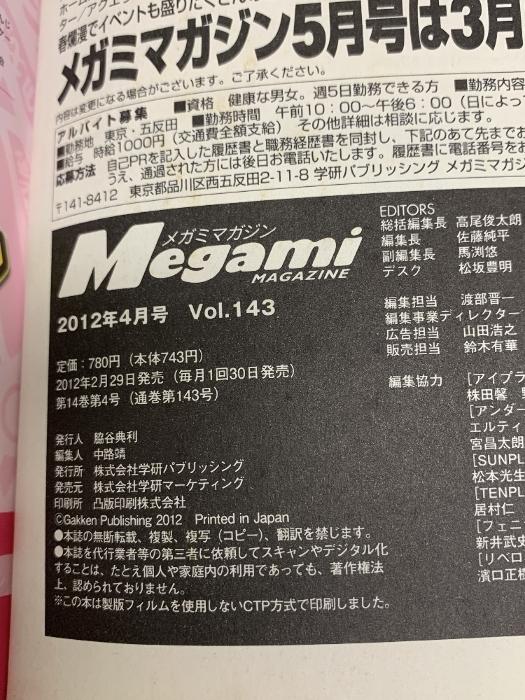 春爛漫でイベントも盛りだくさん
メガミマガジン5月号は3月
内容は変更になる場合がございます。ご了承ください。
アルバイト募集 ■資格 健康な男女。週5日勤務できる方 ■勤務内容
■勤務地 東京・五反田 ■勤務時間 午前10:00〜午後6:00（日によっ
■給与 時給1000円（交通費全額支給） その他詳細は相談に応じます。
応募方法 自己PRを記入した履歴書と職務経歴書を同封し、下記のあて先まで
うえ、通過された方には後日お電話いたします。履歴書に電話番号を
〒141-8412 東京都品川区西五反田2-11-8 学研パブリッシング メガミマガジ
メガミマガジン
Megami
MAGAZINE
2012年4月号 Vol.143
定価：780円（本体743円）
2012年2月29日発売（毎月1回30日発売）
第14巻第4号（通巻第143号）
発行人 脇谷典利
編集人 中路靖
発行所 株式会社学研パブリッシング
発売元 株式会社学研マーケティング
印刷所 凸版印刷株式会社
©Gakken Publishing 2012 Printed in Japan
●本誌の無断転載、複製、複写（コピー）、翻訳を禁じます。
●本誌を代行業者等の第三者に依頼してスキャンやデジタル化
することは、たとえ個人や家庭内の利用であっても、著作権法
上、認められておりません。
※この本は製版フィルムを使用しないCTP方式で印刷しました。
EDITORS
総括編集長 高尾俊太郎
編集長 佐藤純平
副編集長 馬渕悠
デスク 松坂豊明
編集担当 渡部晋一
編集事業ディレクター
広告担当 山田浩之
販売担当 鈴木有華
編集協力 [アイプラ
株田馨
[アンダー
エルティ
宮昌太朗
[SUNPL
松本光生
[TENPL
居村仁
[フェニ
新井武史
[リベロ
濱口正樹